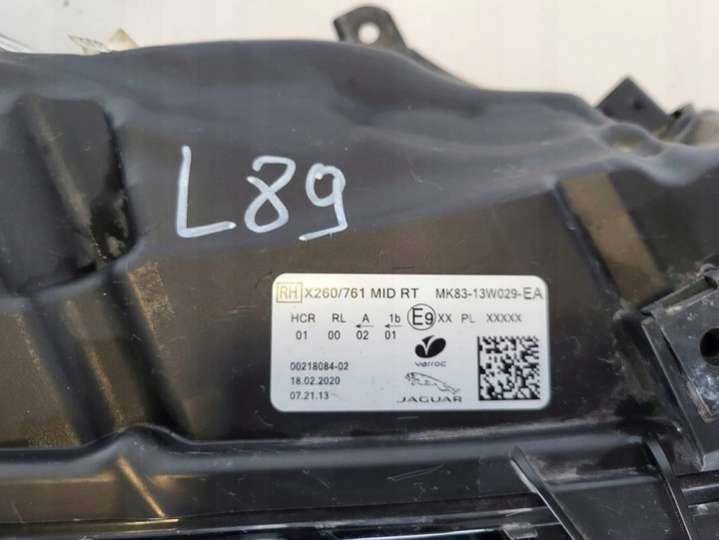 L89
RH X260/761 MID RT MK83-13W029-EA
HCR RL A 1b E9 XX PL XXXXX
01 00 02 01
00218084-02
18.02.2020
07.21.13
varroc
JAGUAR